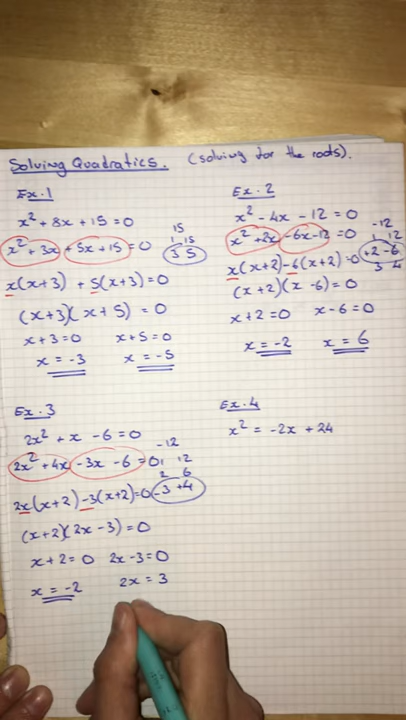 Solving Quadratics. (solving for the roots).
Ex.1
x² + 8x + 15 = 0
15
1 15
x² + 3x + 5x + 15 = 0
3 5
x(x+3) + 5(x+3) = 0
(x+3)(x+5) = 0
x+3=0 x+5=0
x = -3 x = -5
Ex.2
x² - 4x - 12 = 0
-12
1 12
x² + 2x - 6x - 12 = 0
+2 -6
3 4
x(x+2) - 6(x+2) = 0
(x+2)(x-6) = 0
x+2=0 x-6=0
x = -2 x = 6
Ex.3
2x² + x - 6 = 0
-12
1 12
2x² + 4x - 3x - 6 = 0
2 6
-3 +4
2x(x+2) - 3(x+2) = 0
(x+2)(2x-3) = 0
x+2=0 2x-3=0
x = -2 2x = 3
Ex.4
x² = -2x + 24